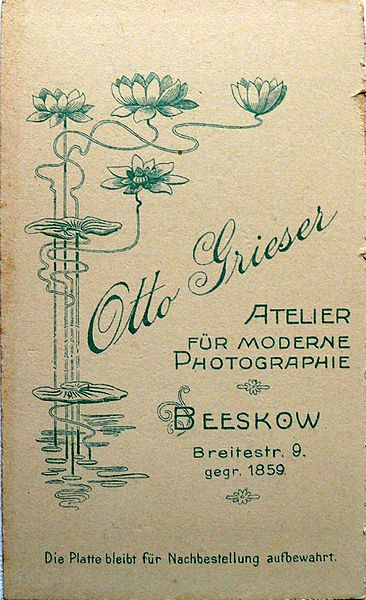 Otto Grieser
ATELIER
FÜR MODERNE
PHOTOGRAPHIE
BEESKOW
Breitestr. 9.
gegr. 1859.
Die Platte bleibt für Nachbestellung aufbewahrt.